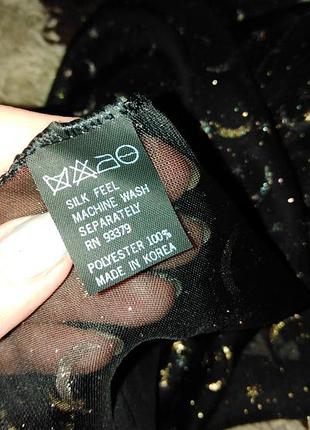 SILK FEEL
MACHINE WASH
SEPARATELY
RN 93379
POLYESTER 100%
MADE IN KOREA